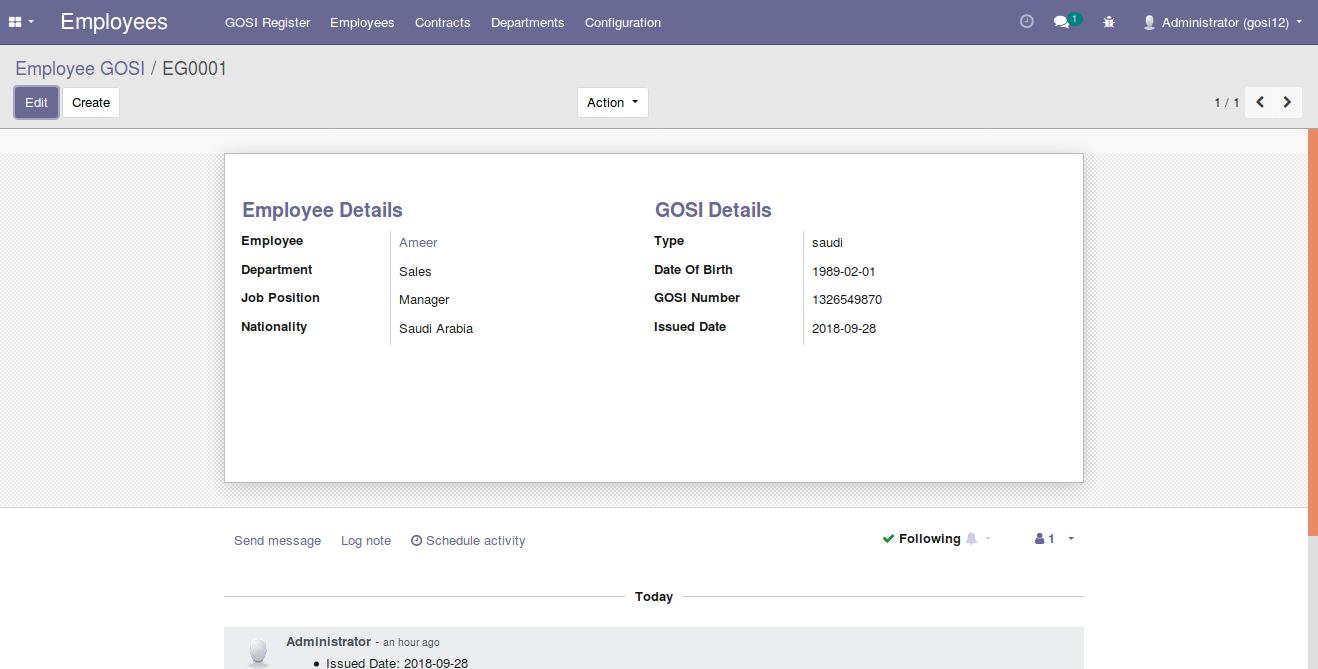 Employees GOSI Register Employees Contracts Departments Configuration 1 Administrator (gosi12)
Employee GOSI / EG0001
Edit Create Action 1 / 1
Employee Details GOSI Details
Employee Ameer Type saudi
Department Sales Date Of Birth 1989-02-01
Job Position Manager GOSI Number 1326549870
Nationality Saudi Arabia Issued Date 2018-09-28
Send message Log note Schedule activity Following 1
Today
Administrator - an hour ago
• Issued Date: 2018-09-28